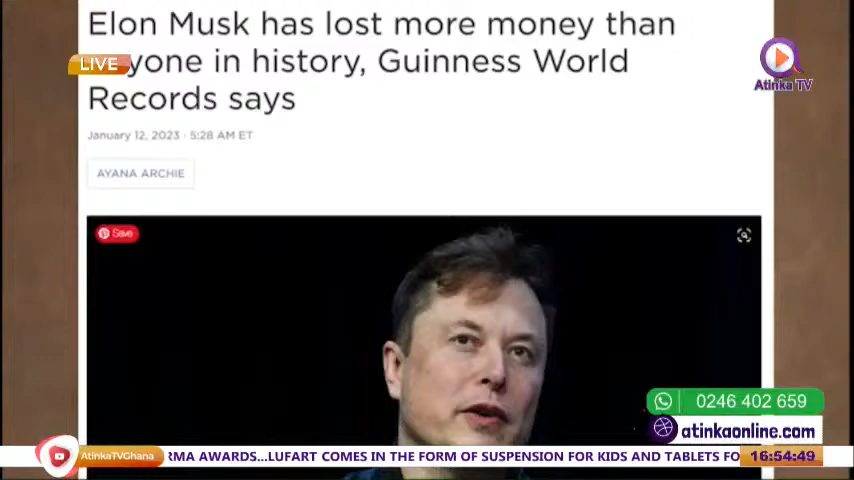 Elon Musk has lost more money than
yone in history, Guinness World
Records says
LIVE
Atinka TV
January 12, 2023 · 5:28 AM ET
AYANA ARCHIE
Save
0246 402 659
atinkaonline.com
AtinkaTVGhana
RMA AWARDS...LUFART COMES IN THE FORM OF SUSPENSION FOR KIDS AND TABLETS FO
16:54:49